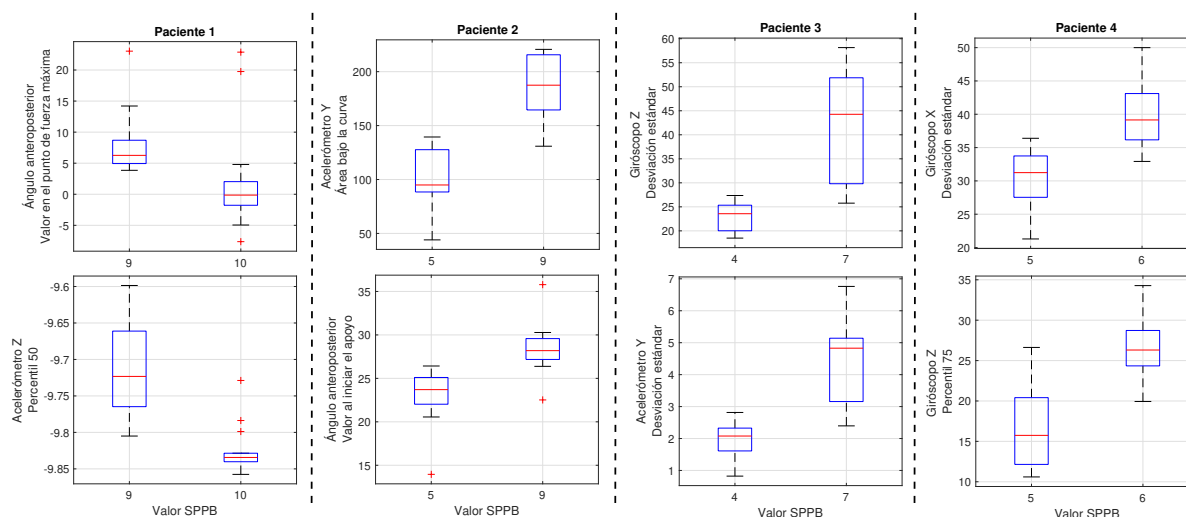 Paciente 1
Ángulo anteroposterior
Valor en el punto de fuerza máxima
20
15
10
5
0
-5
9
10
Acelerómetro Z
Percentil 50
-9.6
-9.65
-9.7
-9.75
-9.8
-9.85
9
10
Valor SPPB
Paciente 2
Acelerómetro Y
Área bajo la curva
200
150
100
50
5
9
Ángulo anteroposterior
Valor al iniciar el apoyo
35
30
25
20
15
5
9
Valor SPPB
Paciente 3
Giróscopo Z
Desviación estándar
60
55
50
45
40
35
30
25
20
4
7
Acelerómetro Y
Desviación estándar
7
6
5
4
3
2
1
4
7
Valor SPPB
Paciente 4
Giróscopo X
Desviación estándar
50
45
40
35
30
25
20
5
6
Giróscopo Z
Percentil 75
35
30
25
20
15
10
5
6
Valor SPPB